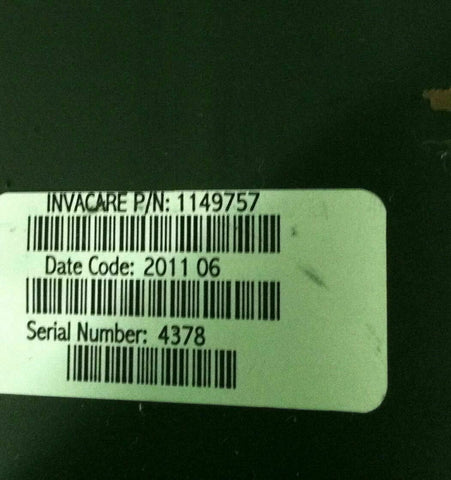 INVACARE P/N: 1149757
Date Code: 2011 06
Serial Number: 4378